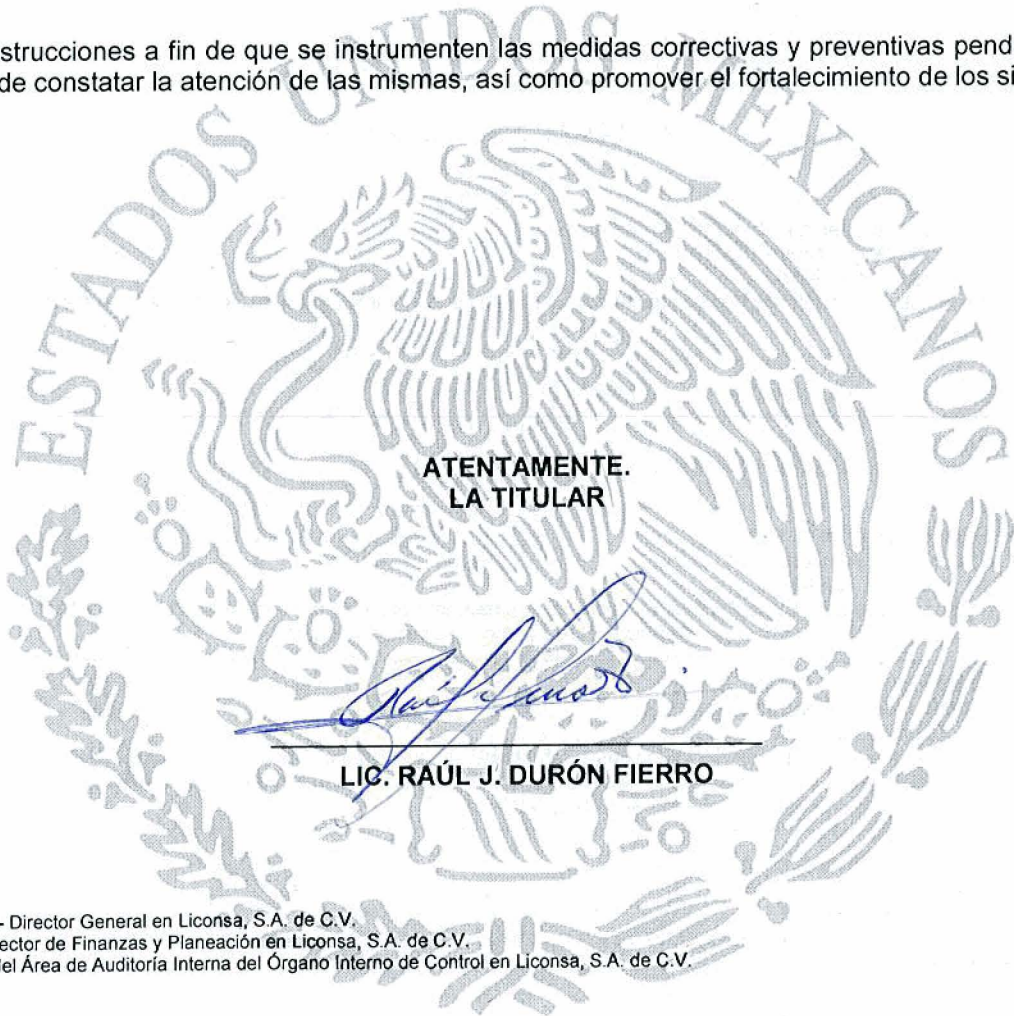 strucciones a fin de que se instrumenten las medidas correctivas y preventivas pend
de constatar la atención de las mismas, así como promover el fortalecimiento de los si
ESTADOS UNIDOS MEXICANOS
ATENTAMENTE.
LA TITULAR
LIC. RAÚL J. DURÓN FIERRO
- Director General en Liconsa, S.A. de C.V.
ector de Finanzas y Planeación en Liconsa, S.A. de C.V.
el Área de Auditoría Interna del Órgano Interno de Control en Liconsa, S.A. de C.V.